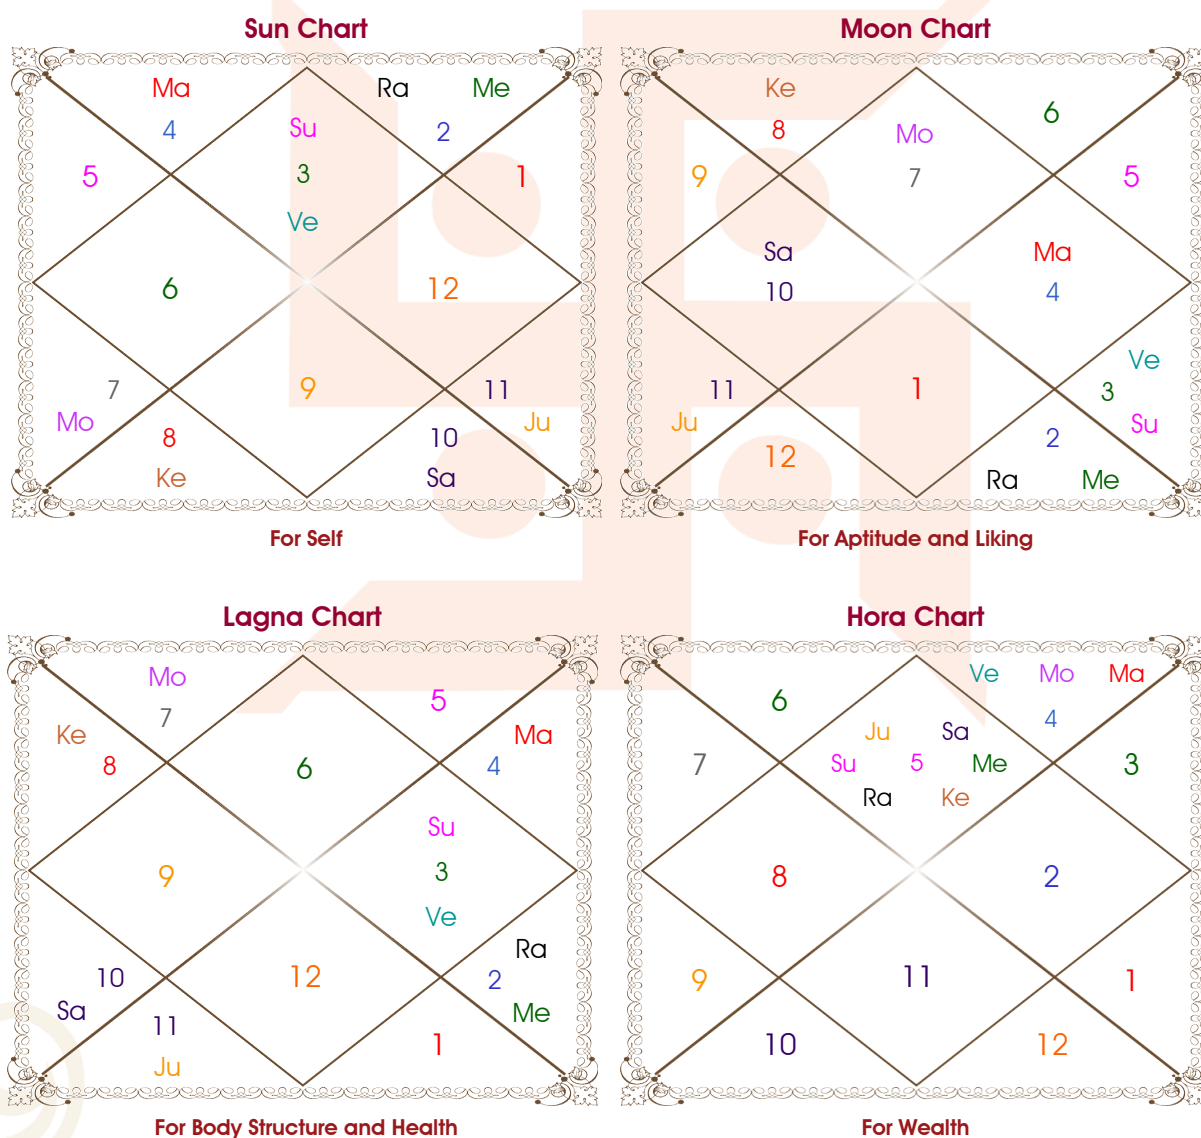 Sun Chart
Moon Chart
Ma
Ra Me
4
Su
2
5
3
1
Ve
6
12
7
9
11
Mo
Ju
8
10
Ke
Sa
For Self
Ke
6
8
Mo
9
7
5
Sa
Ma
10
4
Ve
11
1
3
Ju
Su
12
2
Ra Me
For Aptitude and Liking
Lagna Chart
Hora Chart
Mo
5
7
Ke
Ma
8
6
4
Su
9
3
Ve
Ra
10
12
2
Sa
Me
11
1
Ju
For Body Structure and Health
Ve Mo Ma
6
4
Ju Sa
7
Su 5 Me
3
Ra Ke
8
2
9
11
1
10
12
For Wealth